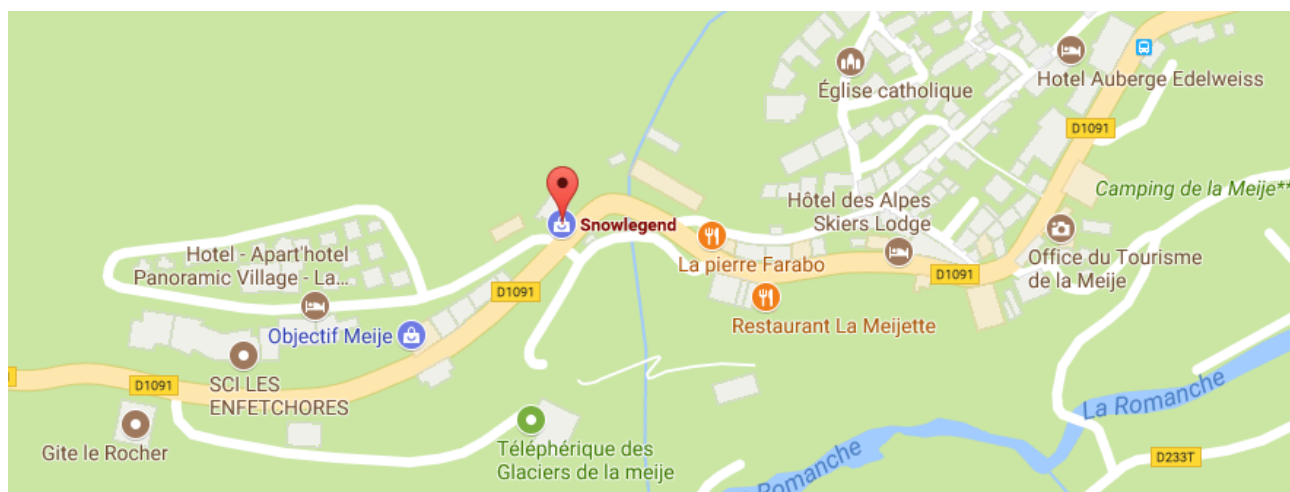 Église catholique
Hotel Auberge Edelweiss
D1091
Camping de la Meije**
Hôtel des Alpes
Skiers Lodge
Snowlegend
Hotel - Apart'hotel
Panoramic Village - La...
La pierre Farabo
D1091
Office du Tourisme
de la Meije
D1091
Restaurant La Meijette
Objectif Meije
D1091
SCI LES
ENFETCHORES
La Romanche
Gite le Rocher
Téléphérique des
Glaciers de la meije
Romanche
D233T